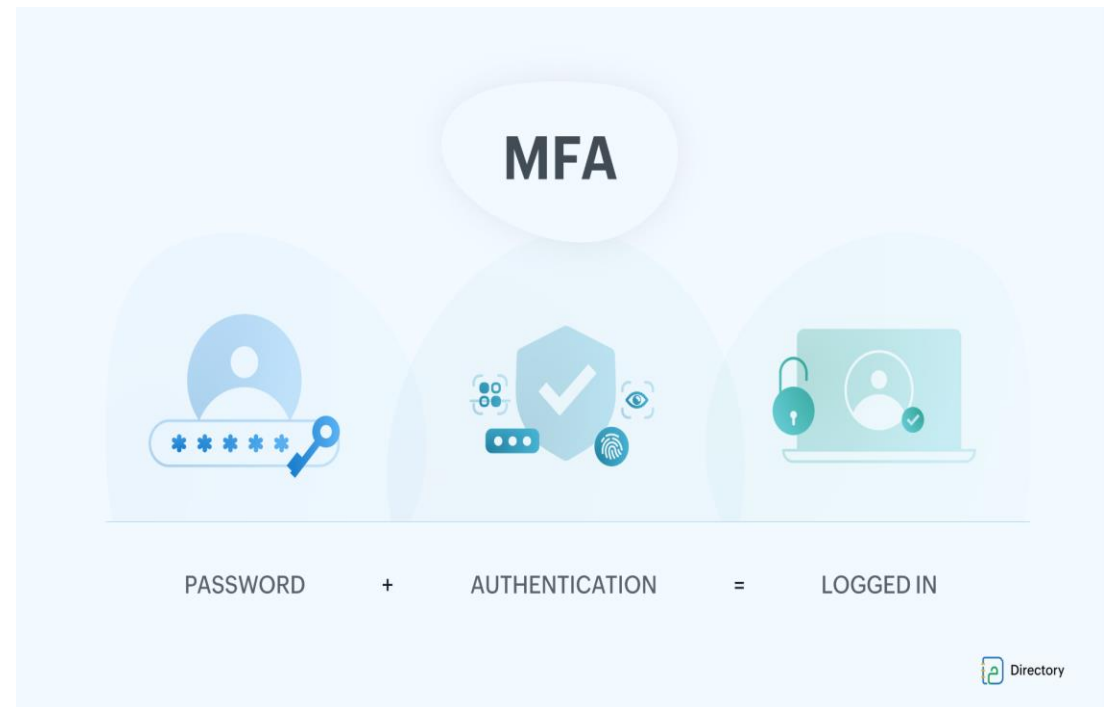 MFA
*****
PASSWORD + AUTHENTICATION = LOGGED IN
Directory